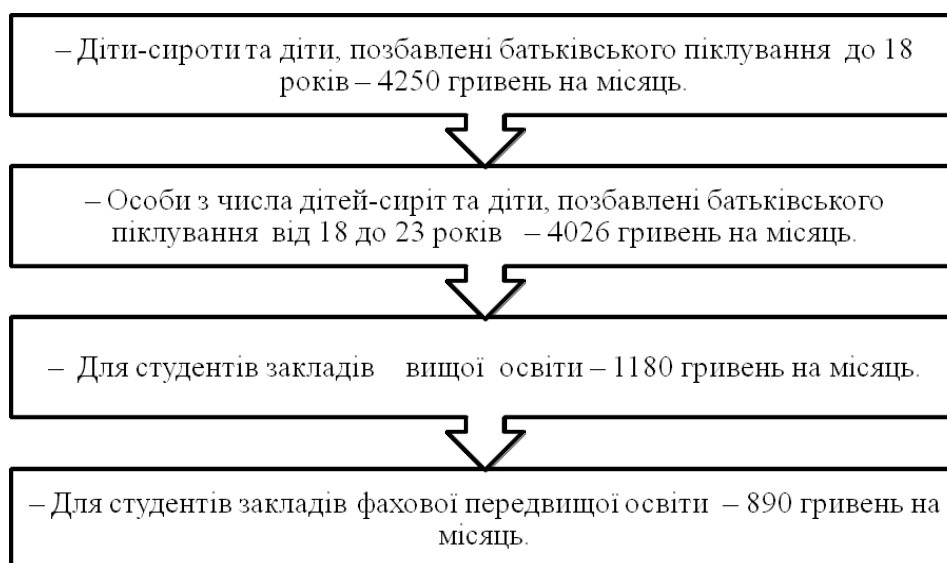 – Діти-сироти та діти, позбавлені батьківського піклування до 18
років – 4250 гривень на місяць.
– Особи з числа дітей-сиріт та діти, позбавлені батьківського
піклування від 18 до 23 років – 4026 гривень на місяць.
– Для студентів закладів вищої освіти – 1180 гривень на місяць.
– Для студентів закладів фахової передвищої освіти – 890 гривень на
місяць.